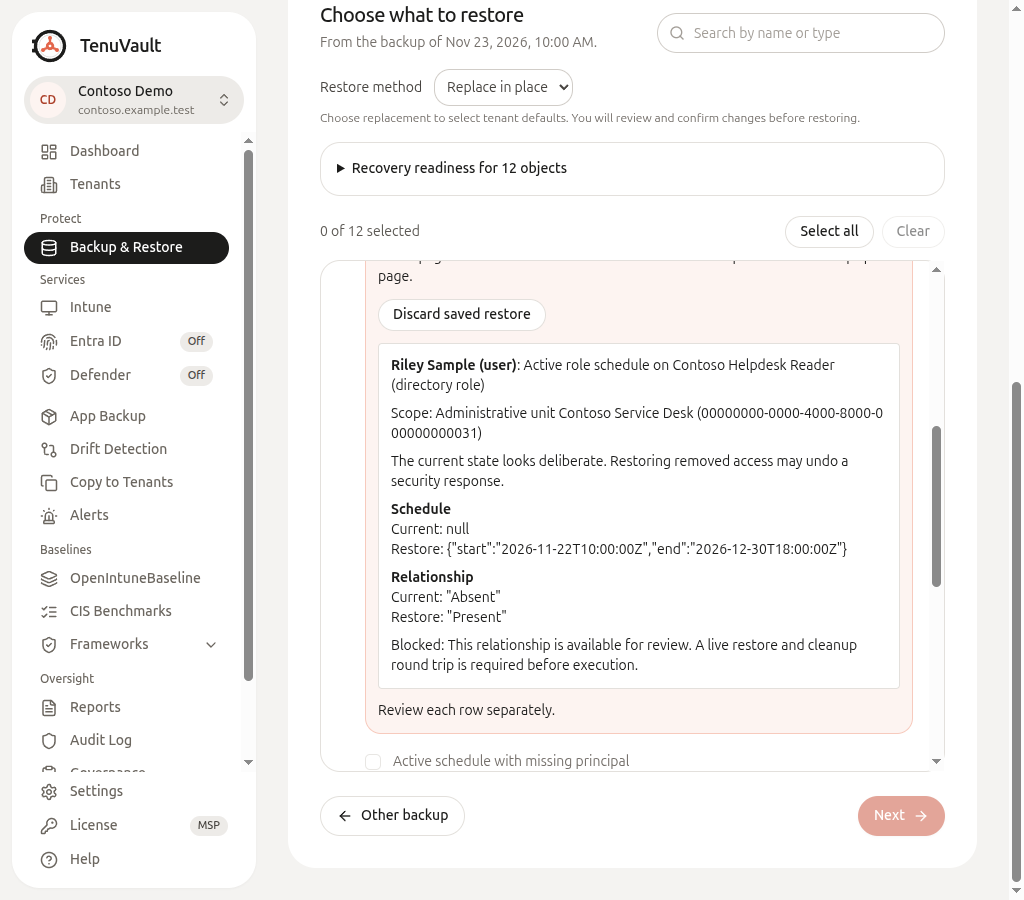 TenuVault
CD
Contoso Demo
contoso.example.test
Dashboard
Tenants
Protect
Backup & Restore
Services
Intune
Entra ID
Off
Defender
Off
App Backup
Drift Detection
Copy to Tenants
Alerts
Baselines
OpenIntuneBaseline
CIS Benchmarks
Frameworks
Oversight
Reports
Audit Log
Governance
Settings
License
MSP
Help
Choose what to restore
From the backup of Nov 23, 2026, 10:00 AM.
Search by name or type
Restore method
Replace in place
Choose replacement to select tenant defaults. You will review and confirm changes before restoring.
Recovery readiness for 12 objects
0 of 12 selected
Select all
Clear
page.
Discard saved restore
Riley Sample (user): Active role schedule on Contoso Helpdesk Reader
(directory role)
Scope: Administrative unit Contoso Service Desk (00000000-0000-4000-8000-0
00000000031)
The current state looks deliberate. Restoring removed access may undo a
security response.
Schedule
Current: null
Restore: {"start":"2026-11-22T10:00:00Z","end":"2026-12-30T18:00:00Z"}
Relationship
Current: "Absent"
Restore: "Present"
Blocked: This relationship is available for review. A live restore and cleanup
round trip is required before execution.
Review each row separately.
Active schedule with missing principal
Other backup
Next